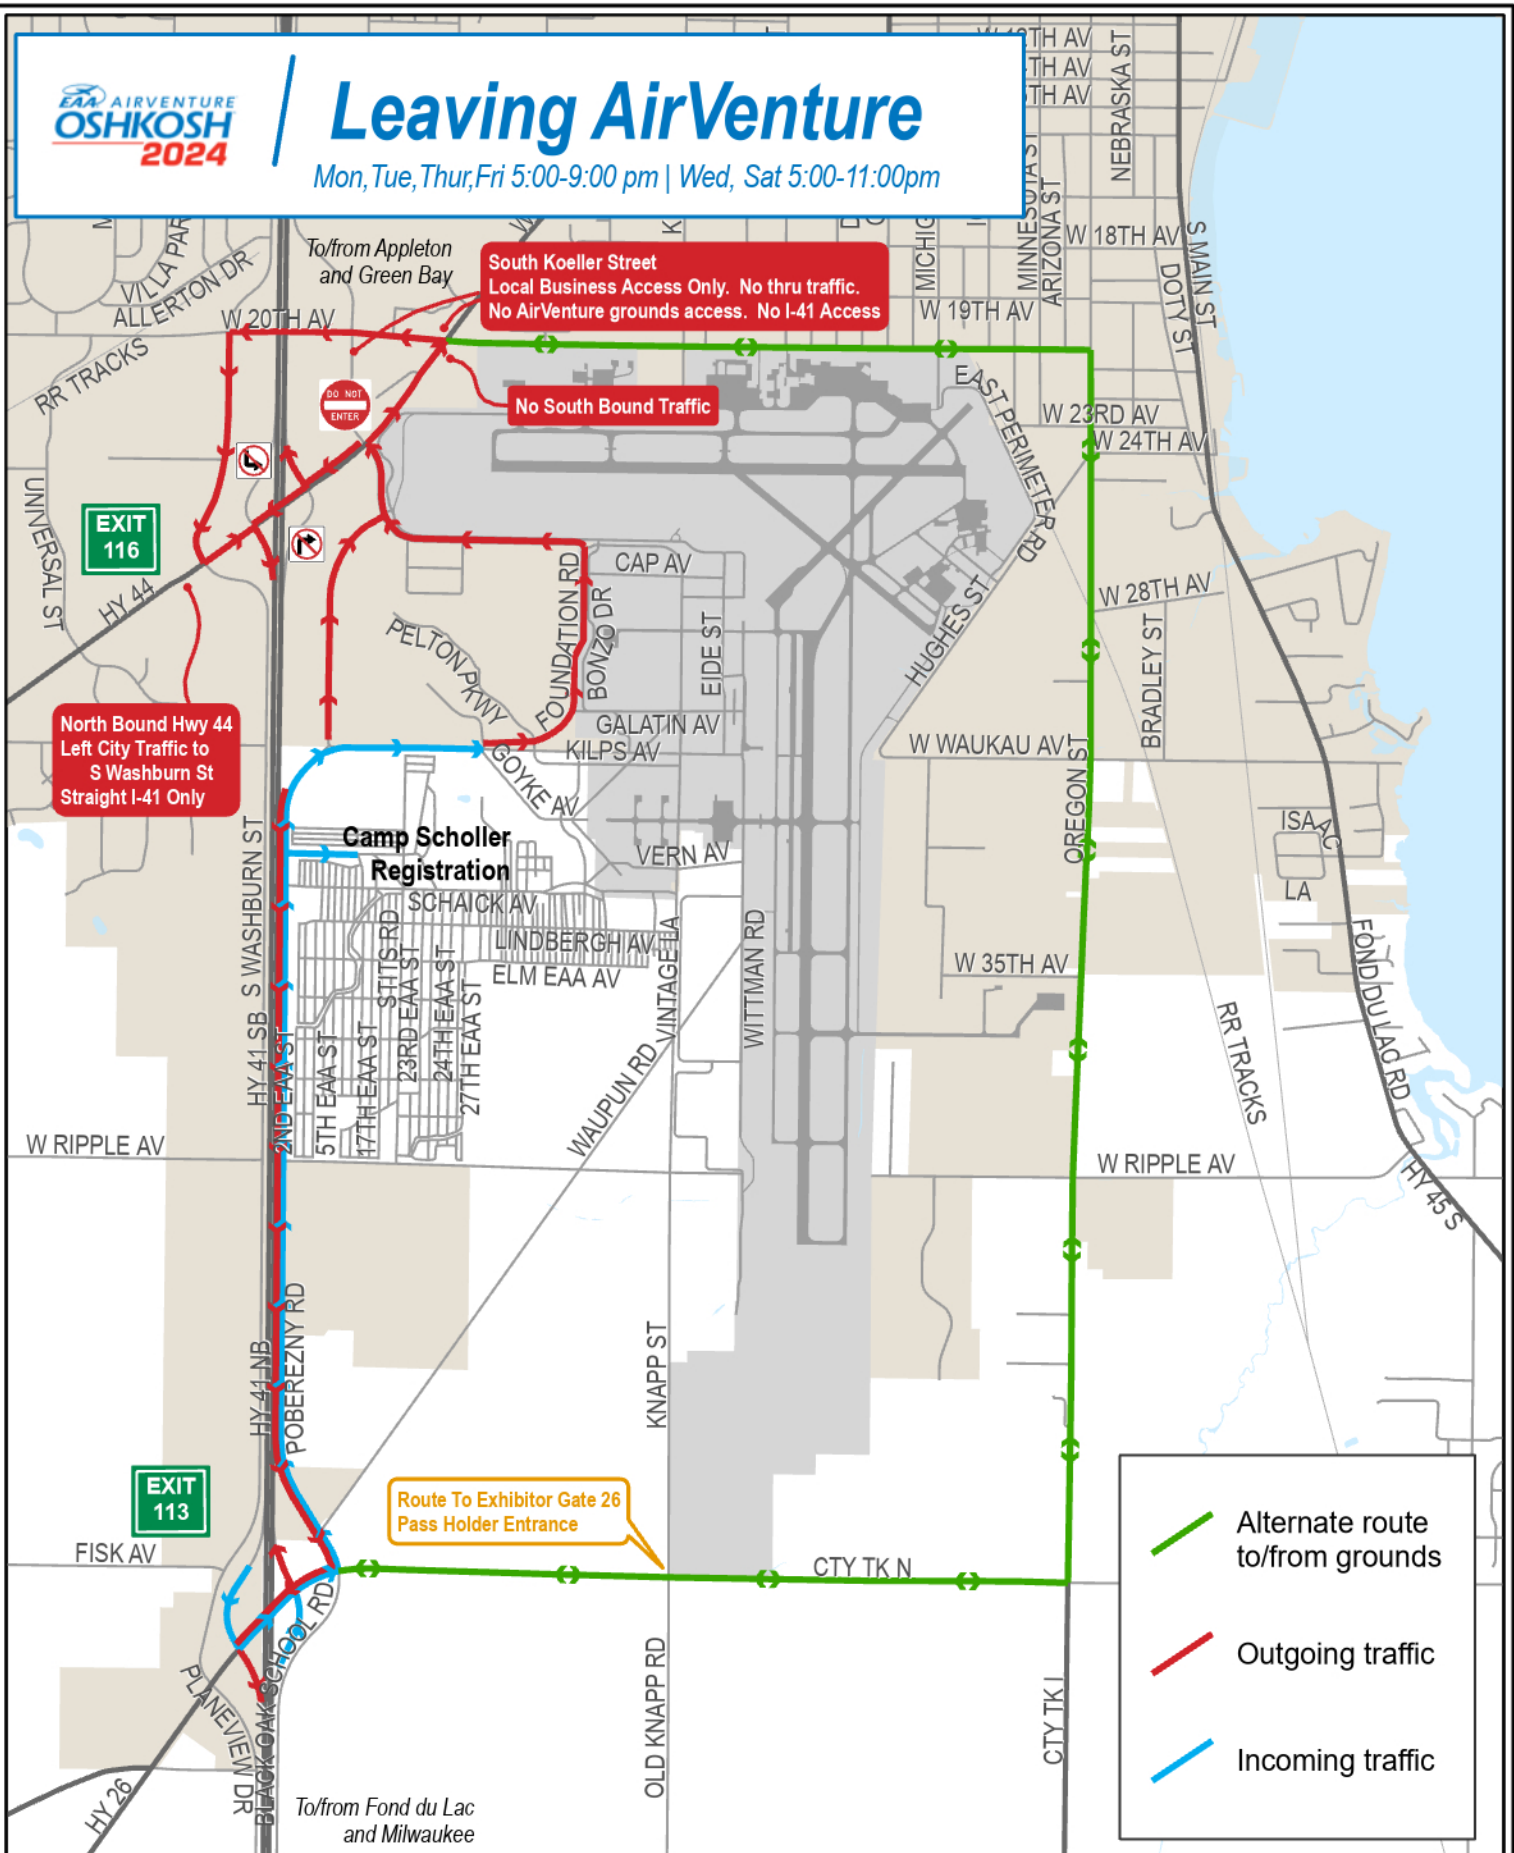 EAA AIRVENTURE
OSHKOSH
2024
Leaving AirVenture
Mon,Tue,Thur,Fri 5:00-9:00 pm | Wed, Sat 5:00-11:00pm
TH AV
TH AV
TH AV
NEBRASKA ST
MINNESOTA ST
ARIZONA ST
MICHIG
W 18TH AV
S MAIN ST
DOTY ST
W 19TH AV
VILLA PAR
ALLERTON DR
To/from Appleton
and Green Bay
South Koeller Street
Local Business Access Only. No thru traffic.
No AirVenture grounds access. No I-41 Access
W 20TH AV
RR TRACKS
DO NOT
ENTER
No South Bound Traffic
EAST PERIMETER RD
W 23RD AV
W 24TH AV
UNIVERSAL ST
EXIT
116
HY 44
CAP AV
FOUNDATION RD
BONZO DR
EIDE ST
PELTON PKWY
HUGHES ST
W 28TH AV
BRADLEY ST
North Bound Hwy 44
Left City Traffic to
S Washburn St
Straight I-41 Only
GALATIN AV
KILPS AV
GOYKE AV
W WAUKAU AV
OREGON ST
Camp Scholler
Registration
VERN AV
ISAAC
LA
S WASHBURN ST
SCHAICK AV
LINDBERGH AV
ELM EAA AV
STITS RD
23RD EAA ST
24TH EAA ST
27TH EAA ST
VINTAGE LA
WITTMAN RD
W 35TH AV
FOND DU LAC RD
RR TRACKS
HY 41 SB
2ND EAA ST
5TH EAA ST
17TH EAA ST
WAUPUN RD
W RIPPLE AV
W RIPPLE AV
HY 45 S
HY 41 NB
POBEREZNY RD
KNAPP ST
EXIT
113
Route To Exhibitor Gate 26
Pass Holder Entrance
FISK AV
CTY TK N
BLACK OAK SCHOOL RD
PLANEVIEW DR
HY 26
OLD KNAPP RD
CTY TK I
To/from Fond du Lac
and Milwaukee
Alternate route
to/from grounds
Outgoing traffic
Incoming traffic